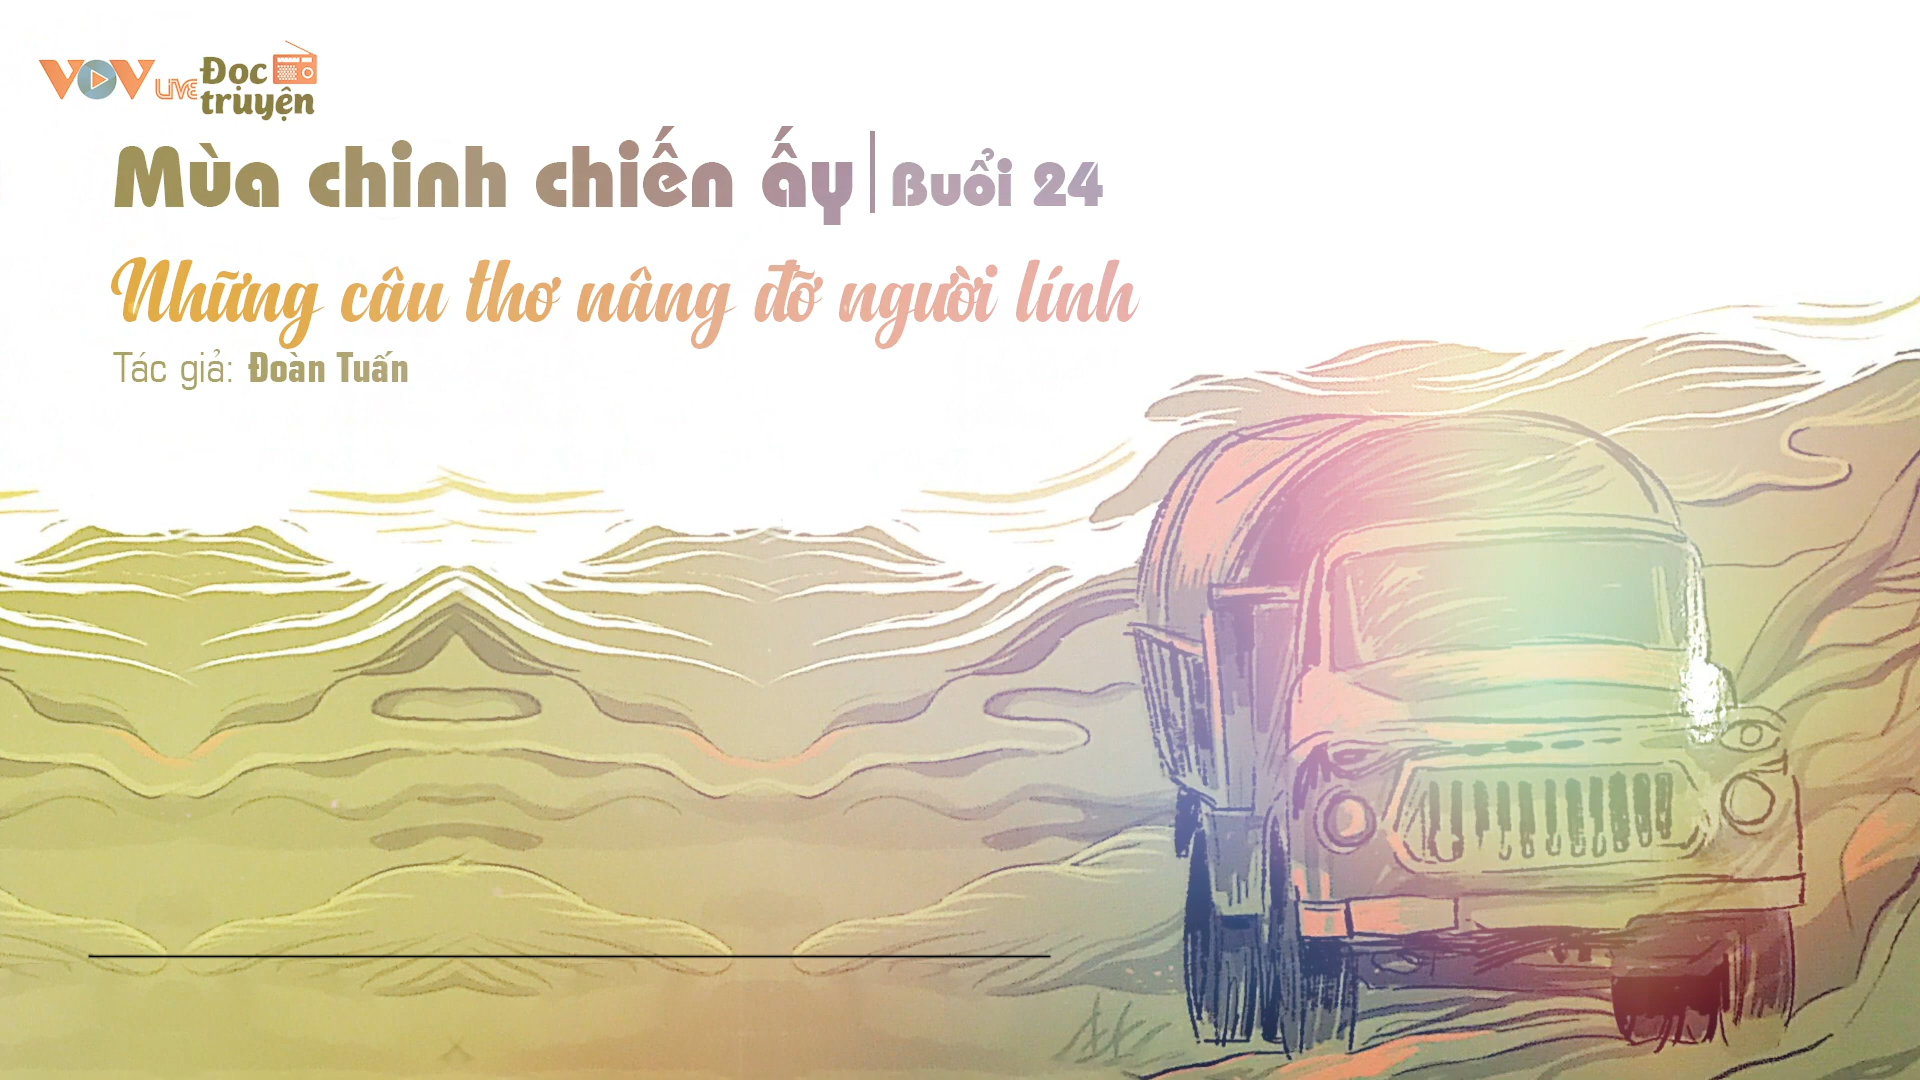 VOV LIVE Đọc
truyện
Mùa chinh chiến ấy | Buổi 24
Những câu thơ nâng đỡ người lính
Tác giả: Đoàn Tuấn